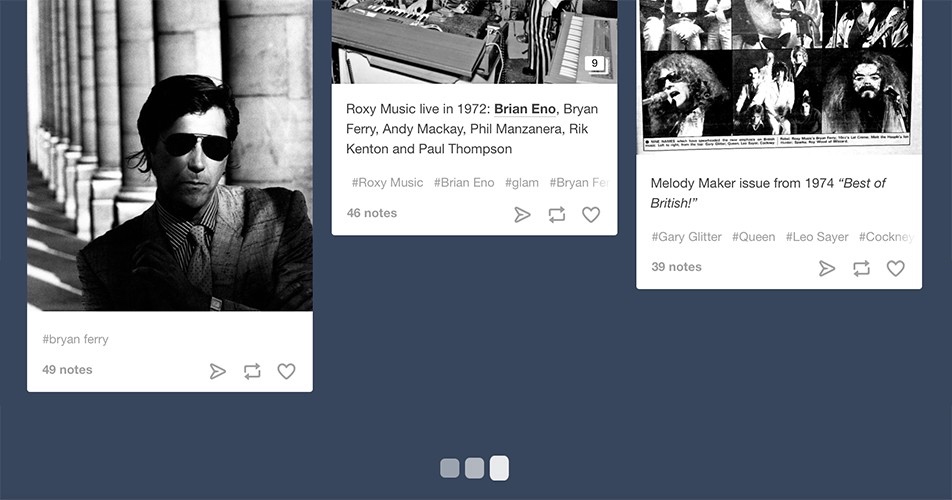 #bryan ferry
49 notes
9
Roxy Music live in 1972: Brian Eno, Bryan
Ferry, Andy Mackay, Phil Manzanera, Rik
Kenton and Paul Thompson
#Roxy Music #Brian Eno #glam #Bryan Fer
46 notes
Melody Maker issue from 1974 “Best of
British!”
#Gary Glitter #Queen #Leo Sayer #Cockney
39 notes